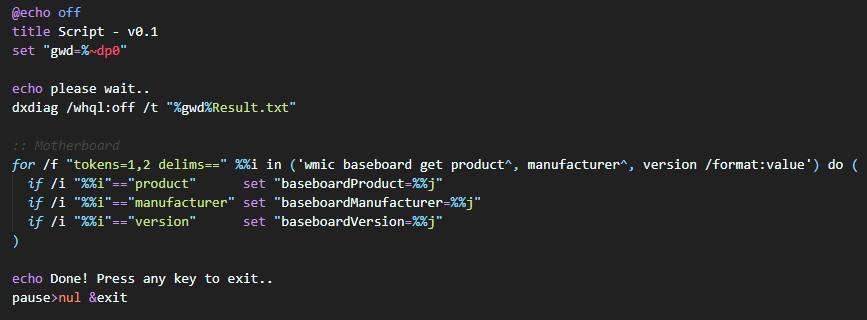 @echo off
title Script - v0.1
set "gwd=%~dp0"
echo please wait..
dxdiag /whql:off /t "%gwd%Result.txt"
:: Motherboard
for /f "tokens=1,2 delims==" %%i in ('wmic baseboard get product^, manufacturer^, version /format:value') do (
if /i "%%i"=="product" set "baseboardProduct=%%j"
if /i "%%i"=="manufacturer" set "baseboardManufacturer=%%j"
if /i "%%i"=="version" set "baseboardVersion=%%j"
)
echo Done! Press any key to exit..
pause>nul &exit